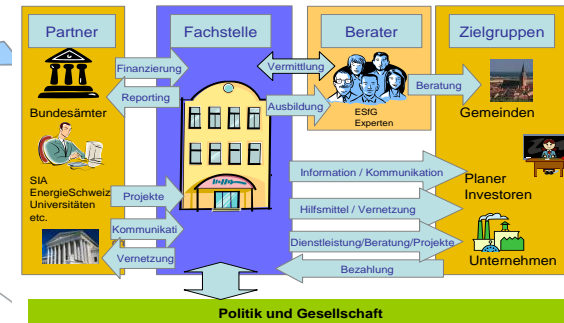 Partner
Fachstelle
Berater
Zielgruppen
Finanzierung
Reporting
Vermittlung
Ausbildung
Beratung
Bundesämter
ESfG
Experten
Gemeinden
SIA
EnergieSchweiz
Universitäten
etc.
Projekte
Kommunikati
Vernetzung
Information / Kommunikation
Hilfsmittel / Vernetzung
Dienstleistung/Beratung/Projekte
Bezahlung
Planer
Investoren
Unternehmen
Politik und Gesellschaft